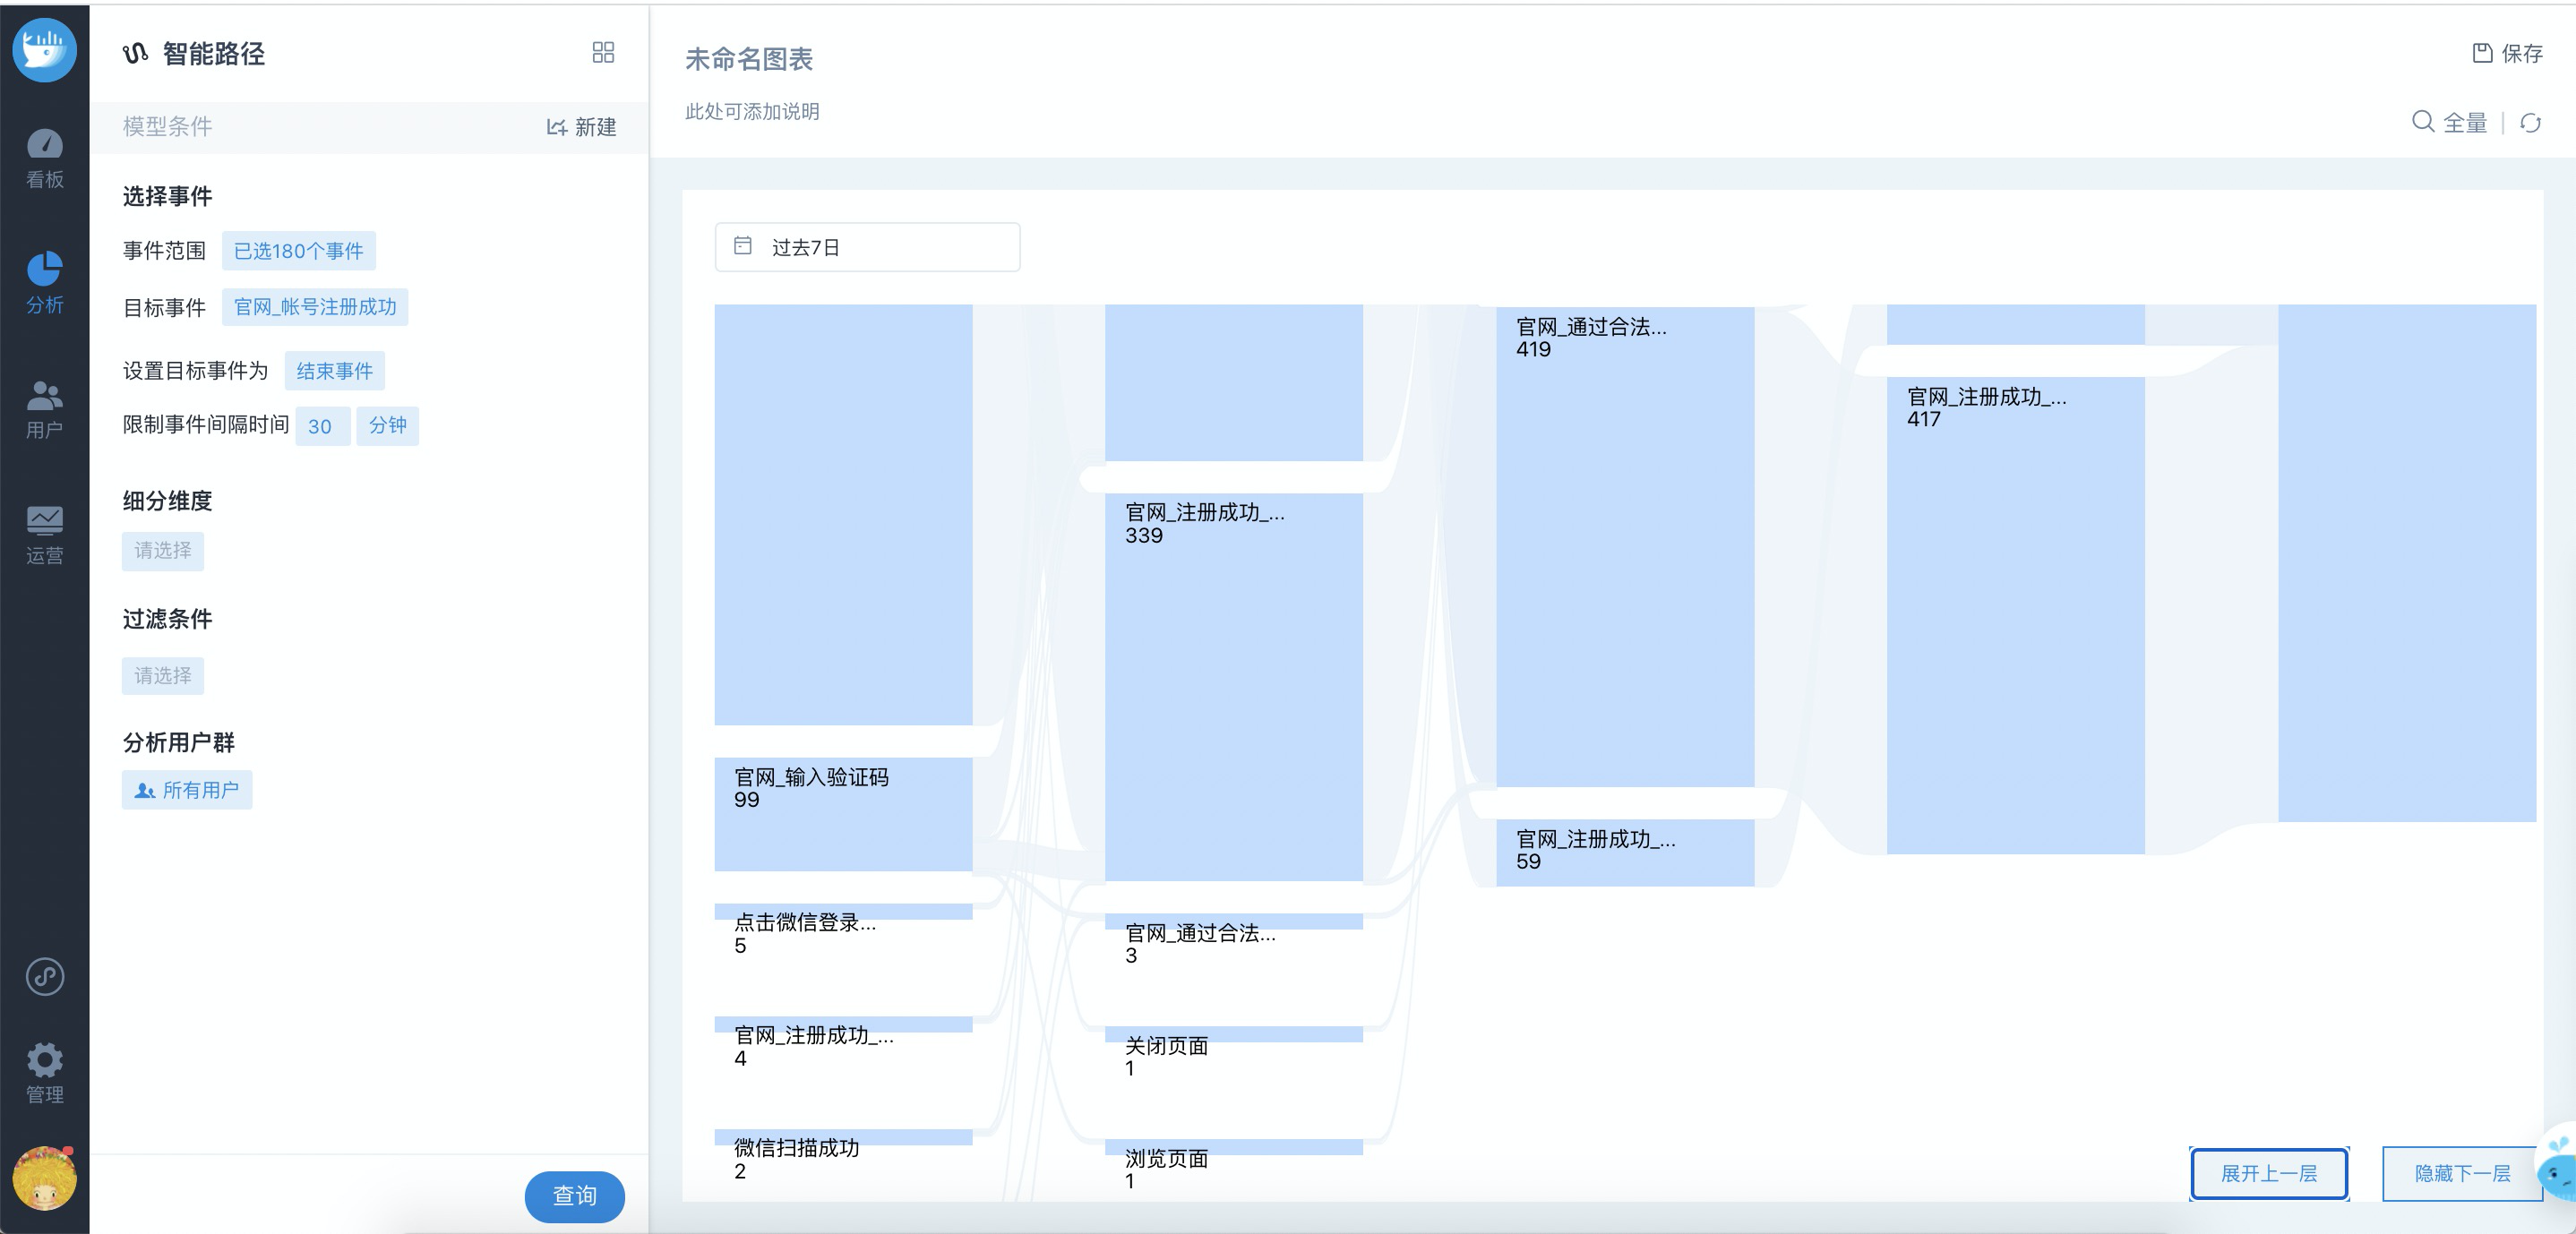 看板
分析
用户
运营
管理
智能路径
模型条件
新建
选择事件
事件范围 已选180个事件
目标事件 官网_帐号注册成功
设置目标事件为 结束事件
限制事件间隔时间 30 分钟
细分维度
请选择
过滤条件
请选择
分析用户群
所有用户
查询
未命名图表
此处可添加说明
保存
全量
过去7日
官网_输入验证码
99
点击微信登录...
5
官网_注册成功_...
4
微信扫描成功
2
官网_注册成功_...
339
官网_通过合法...
3
关闭页面
1
浏览页面
1
官网_通过合法...
419
官网_注册成功_...
59
官网_注册成功_...
417
展开上一层
隐藏下一层